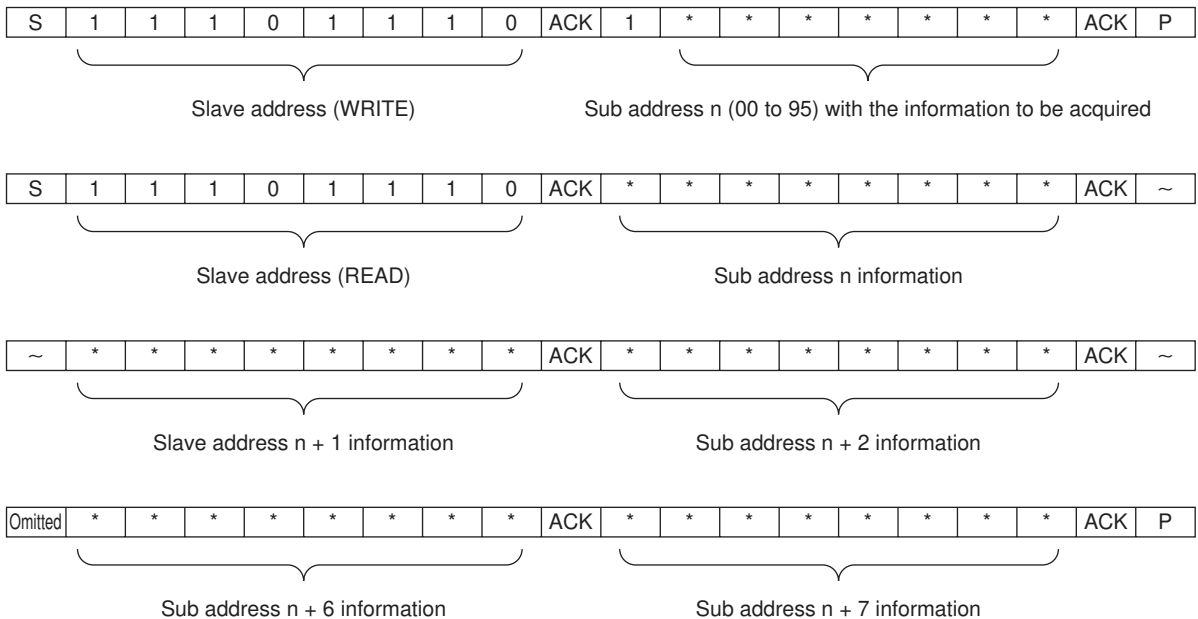 S 1 1 1 0 1 1 1 0 ACK 1 * * * * * * * ACK P
Slave address (WRITE) Sub address n (00 to 95) with the information to be acquired
S 1 1 1 0 1 1 1 0 ACK * * * * * * * * ACK ~
Slave address (READ) Sub address n information
~ * * * * * * * * ACK * * * * * * * * ACK ~
Slave address n + 1 information Sub address n + 2 information
Omitted * * * * * * * * ACK * * * * * * * * ACK P
Sub address n + 6 information Sub address n + 7 information